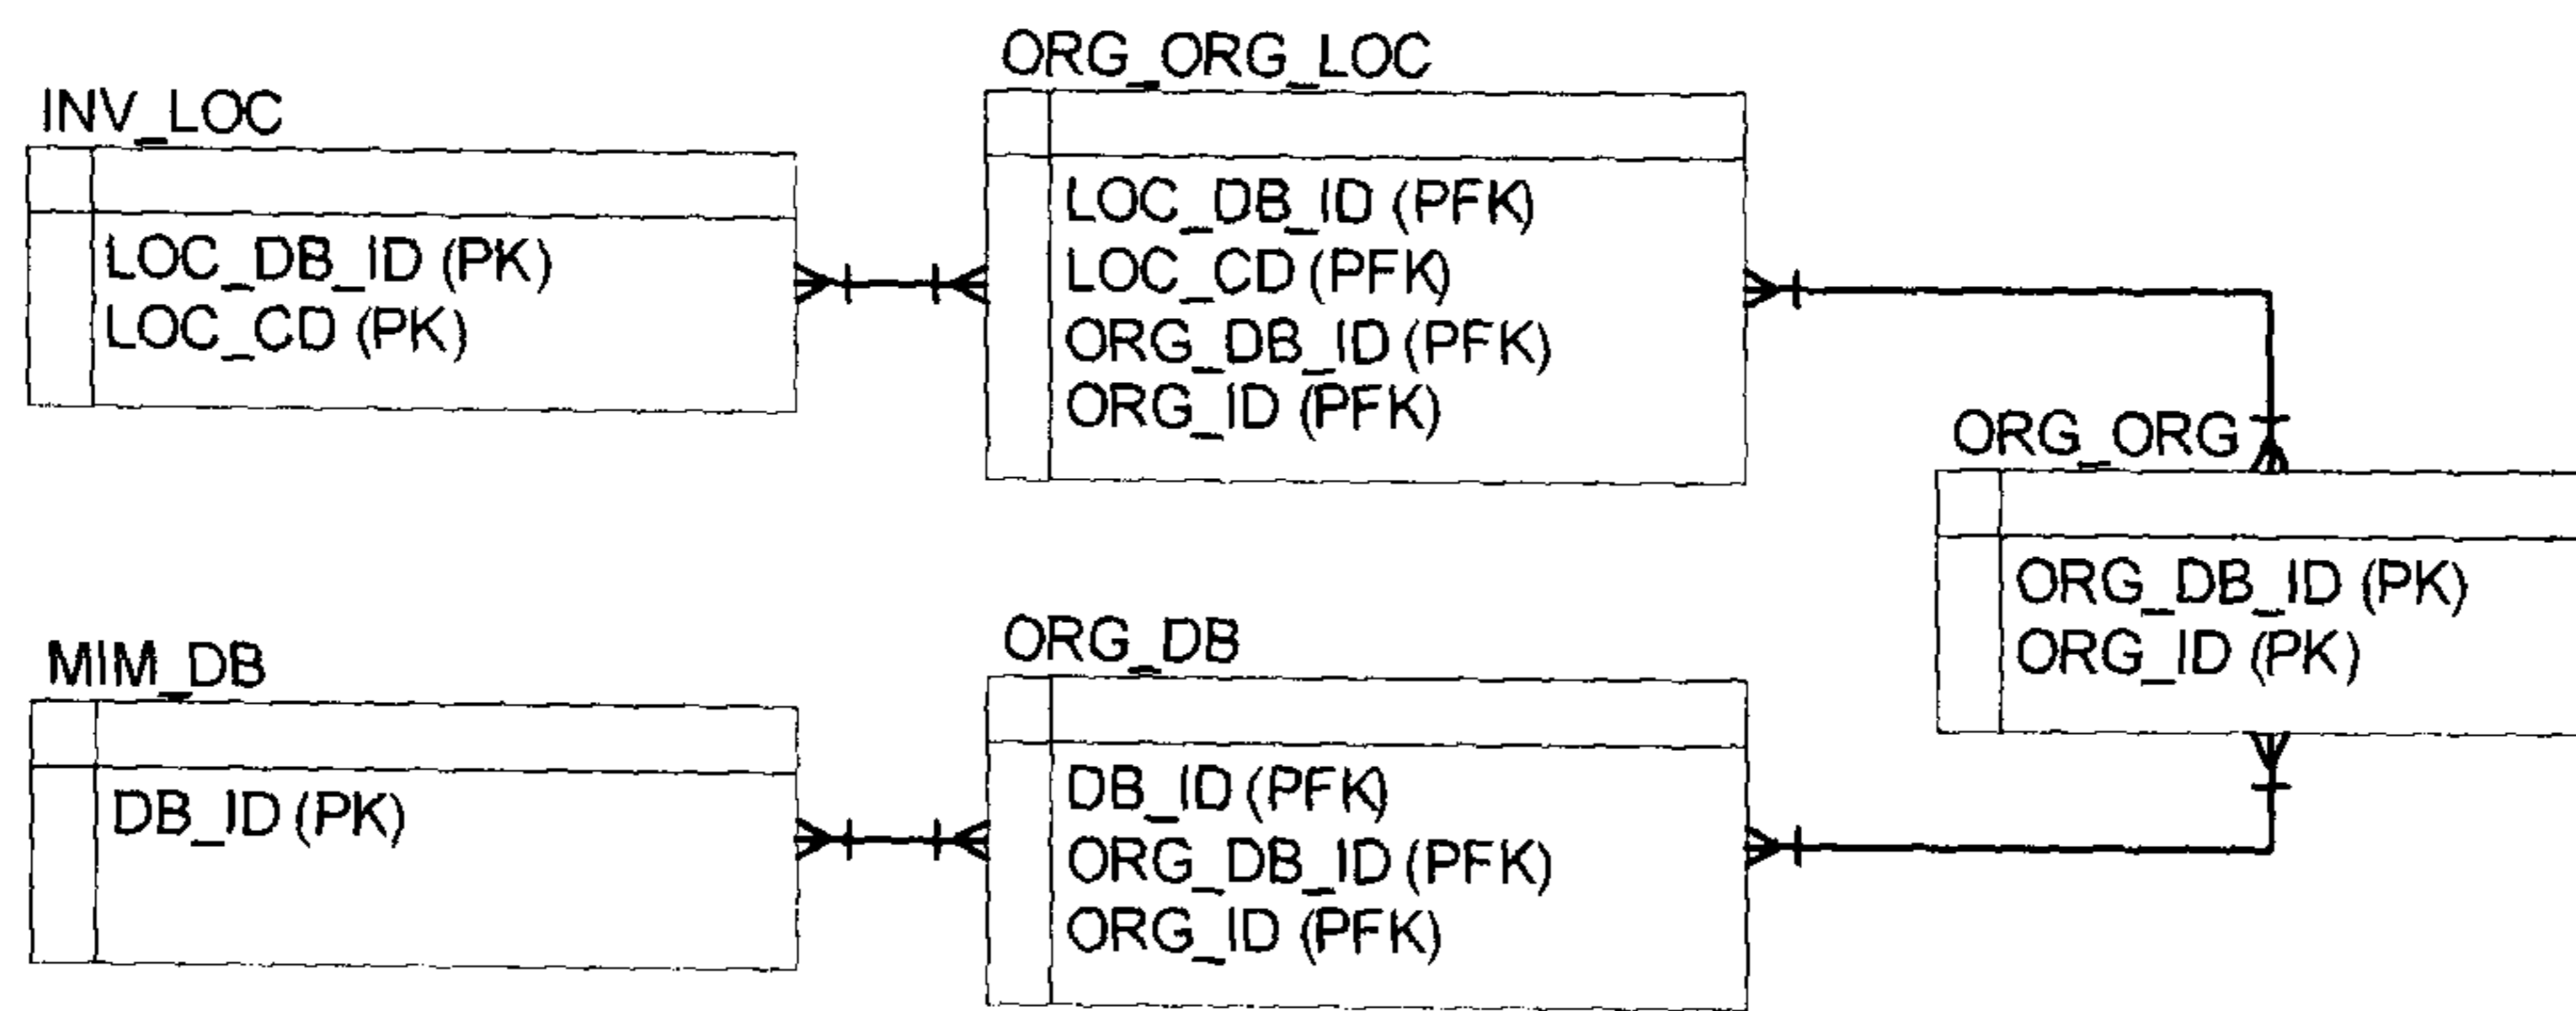 INV_LOC
LOC_DB_ID (PK)
LOC_CD (PK)
ORG_ORG_LOC
LOC_DB_ID (PFK)
LOC_CD (PFK)
ORG_DB_ID (PFK)
ORG_ID (PFK)
ORG_ORG
ORG_DB_ID (PK)
ORG_ID (PK)
MIM_DB
DB_ID (PK)
ORG_DB
DB_ID (PFK)
ORG_DB_ID (PFK)
ORG_ID (PFK)